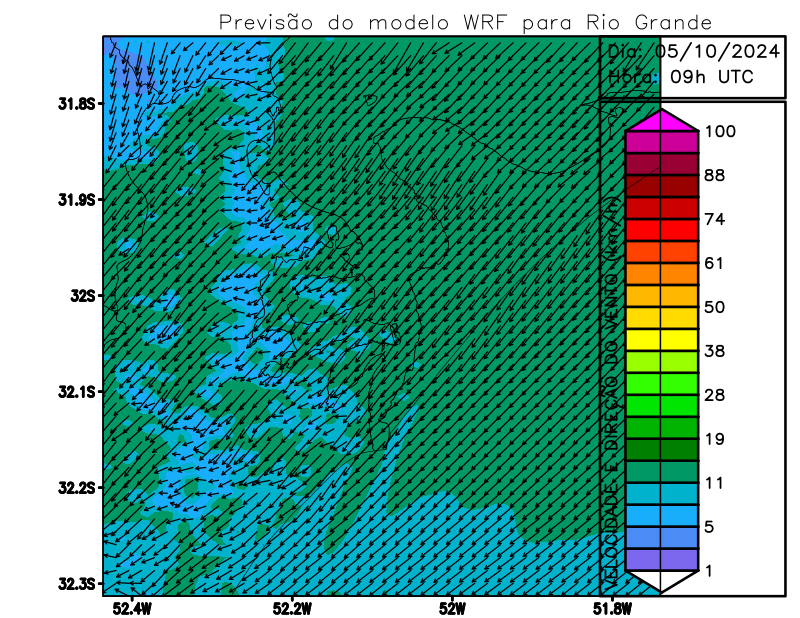 Previsão do modelo WRF para Rio Grande
Dia: 05/10/2024
Hora: 09h UTC
31.8S
31.9S
32S
32.1S
32.2S
32.3S
52.4W
52.2W
52W
51.8W
VELOCIDADE E DIREÇÃO DO VENTO (km/h)
100
88
74
61
50
38
28
19
11
5
1